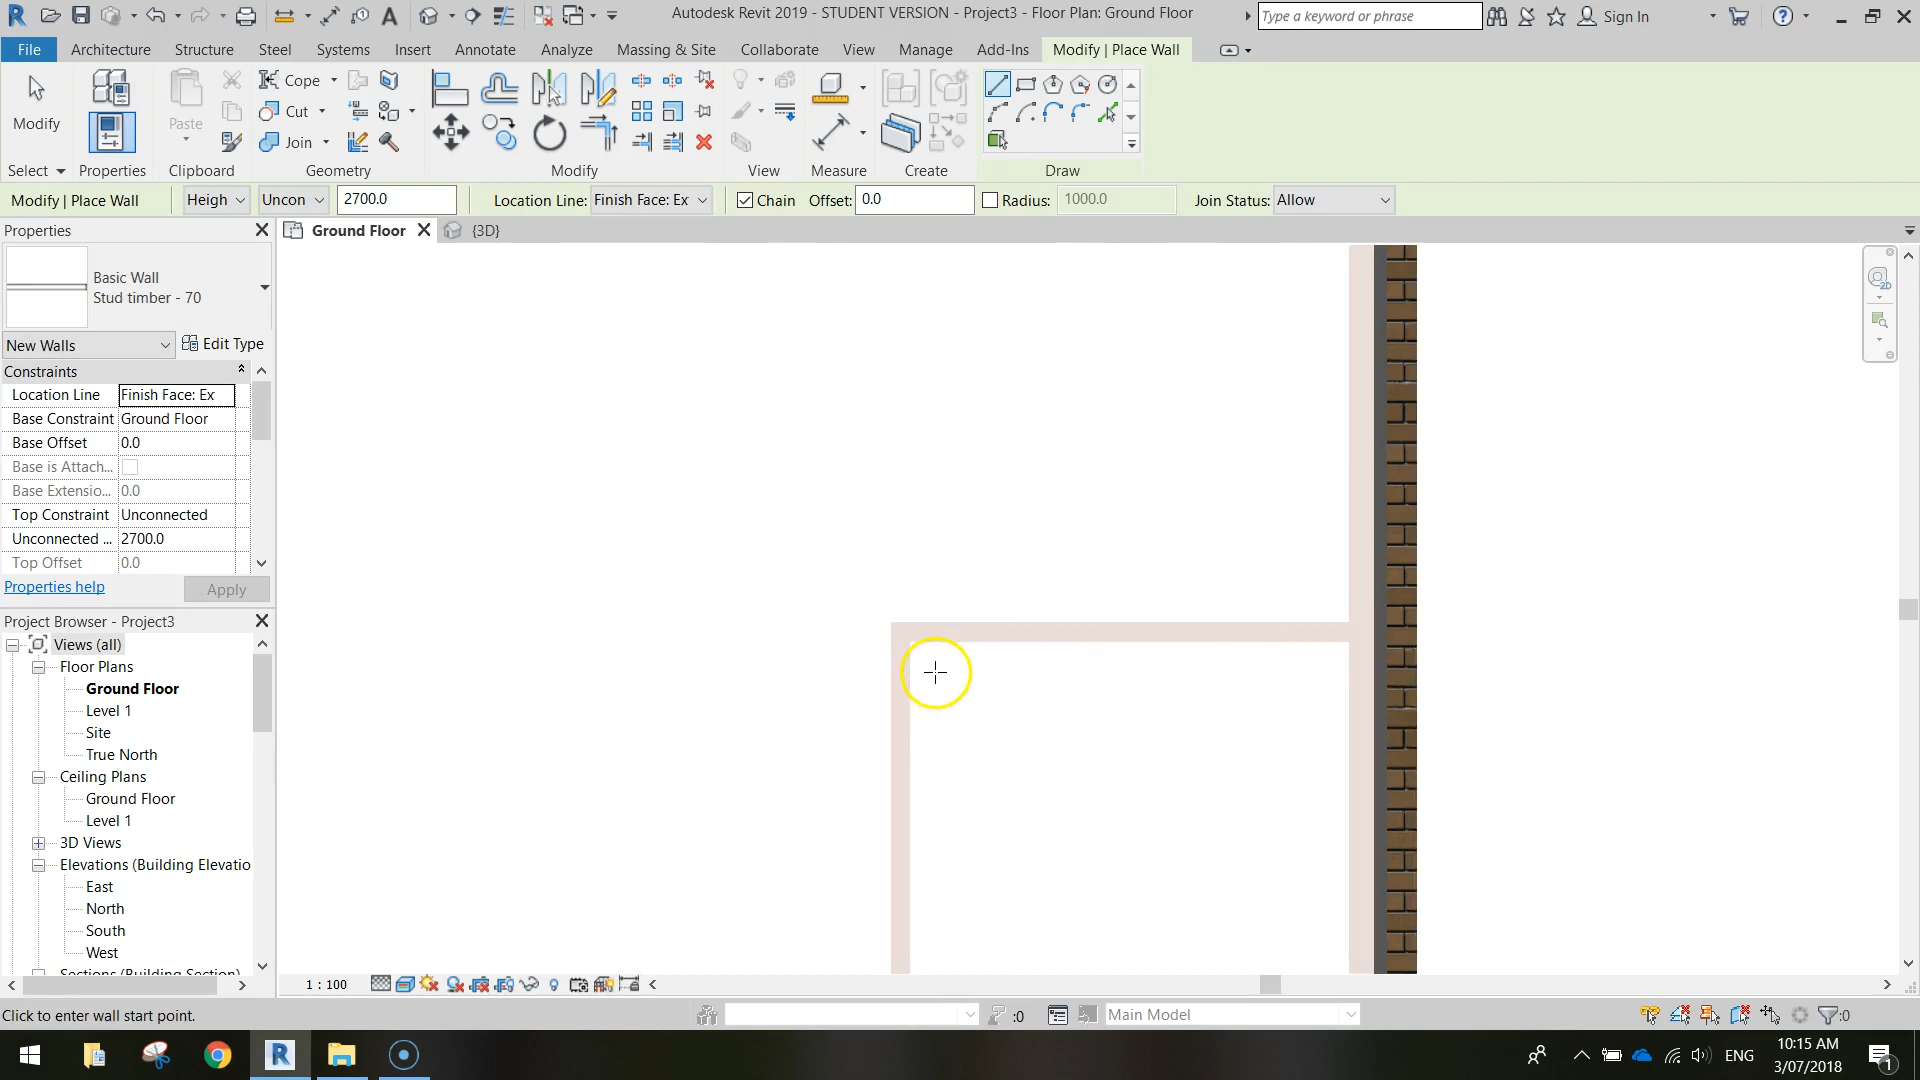 Autodesk Revit 2019 - STUDENT VERSION - Project3 - Floor Plan: Ground Floor
Type a keyword or phrase
Sign In
File
Architecture
Structure
Steel
Systems
Insert
Annotate
Analyze
Massing & Site
Collaborate
View
Manage
Add-Ins
Modify | Place Wall
Modify
Paste
Cope
Cut
Join
Select
Properties
Clipboard
Geometry
Modify
View
Measure
Create
Draw
Modify | Place Wall
Heigh
Uncon
2700.0
Location Line: Finish Face: Ex
Chain
Offset: 0.0
Radius: 1000.0
Join Status: Allow
Properties
Ground Floor
{3D}
2D
Basic Wall
Stud timber - 70
New Walls
Edit Type
Constraints
Location Line Finish Face: Ex
Base Constraint Ground Floor
Base Offset 0.0
Base is Attach...
Base Extensio... 0.0
Top Constraint Unconnected
Unconnected ... 2700.0
Top Offset 0.0
Properties help
Apply
Project Browser - Project3
Views (all)
Floor Plans
Ground Floor
Level 1
Site
True North
Ceiling Plans
Ground Floor
Level 1
3D Views
Elevations (Building Elevatio
East
North
South
West
Sections (Building Section)
1 : 100
Click to enter wall start point.
:0
Main Model
:0
ENG
10:15 AM
3/07/2018
1